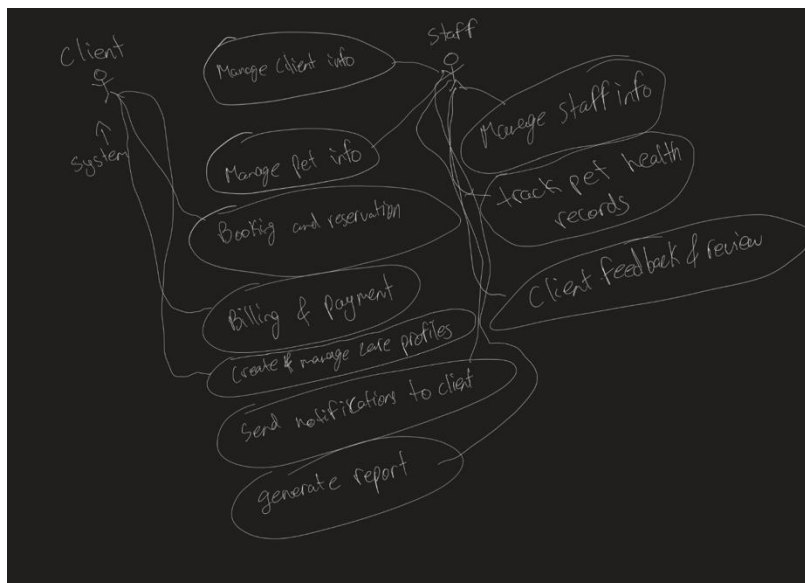 Client
Staff
System
Manage Client info
Manage pet info
Booking and reservation
Billing & payment
Create & manage care profiles
Send notifications to client
generate report
Manage staff info
track pet health
records
Client feedback & review